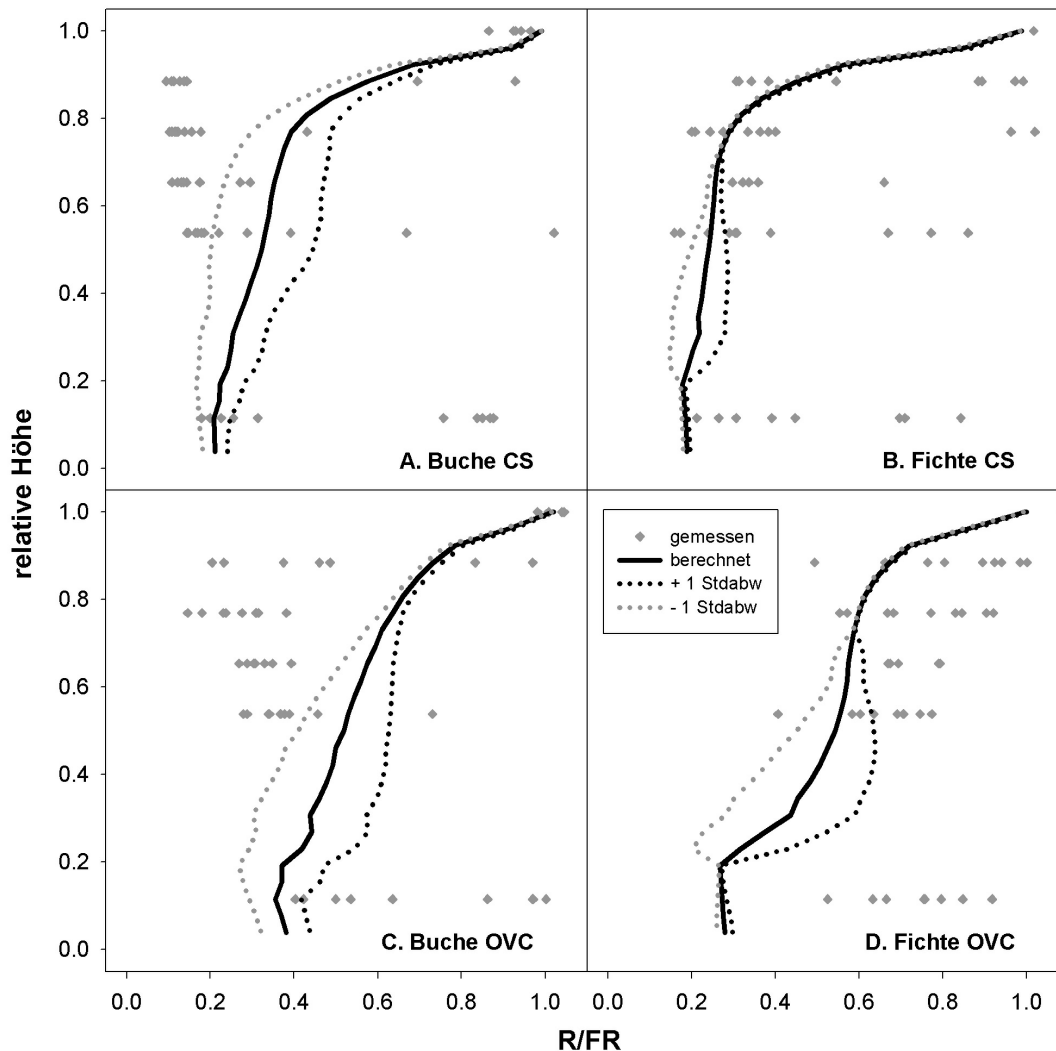 1.0
0.8
0.6
0.4
0.2
0.0
A. Buche CS
B. Fichte CS
relative Höhe
1.0
0.8
0.6
0.4
0.2
0.0
gemessen
berechnet
+ 1 Stdabw
- 1 Stdabw
C. Buche OVC
D. Fichte OVC
0.0 0.2 0.4 0.6 0.8 1.0 0.0 0.2 0.4 0.6 0.8 1.0
R/FR